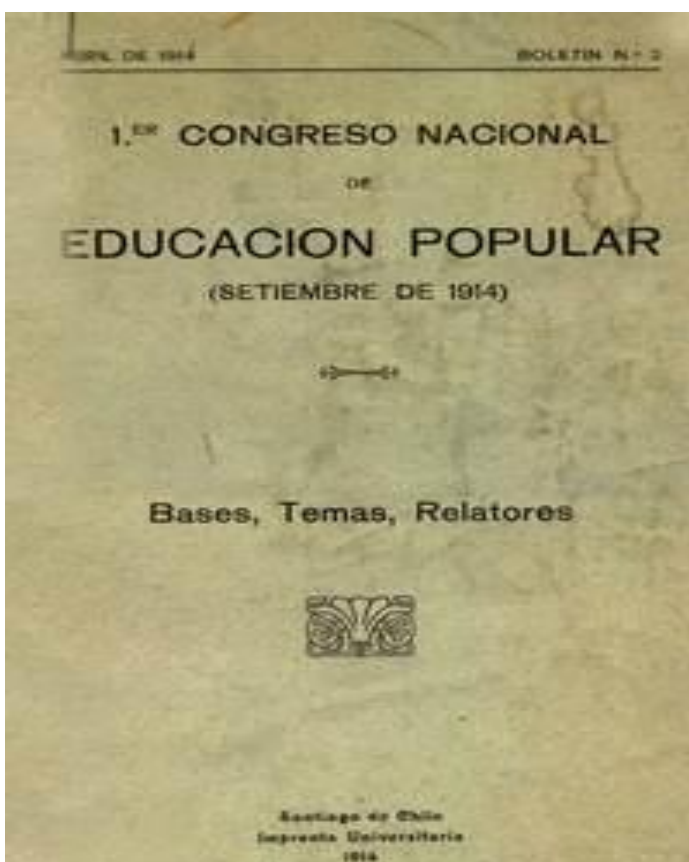 ABRIL DE 1914 BOLETIN N.º 2
1.ER CONGRESO NACIONAL
DE
EDUCACION POPULAR
(SETIEMBRE DE 1914)
Bases, Temas, Relatores
Santiago de Chile
Imprenta Universitaria
1914